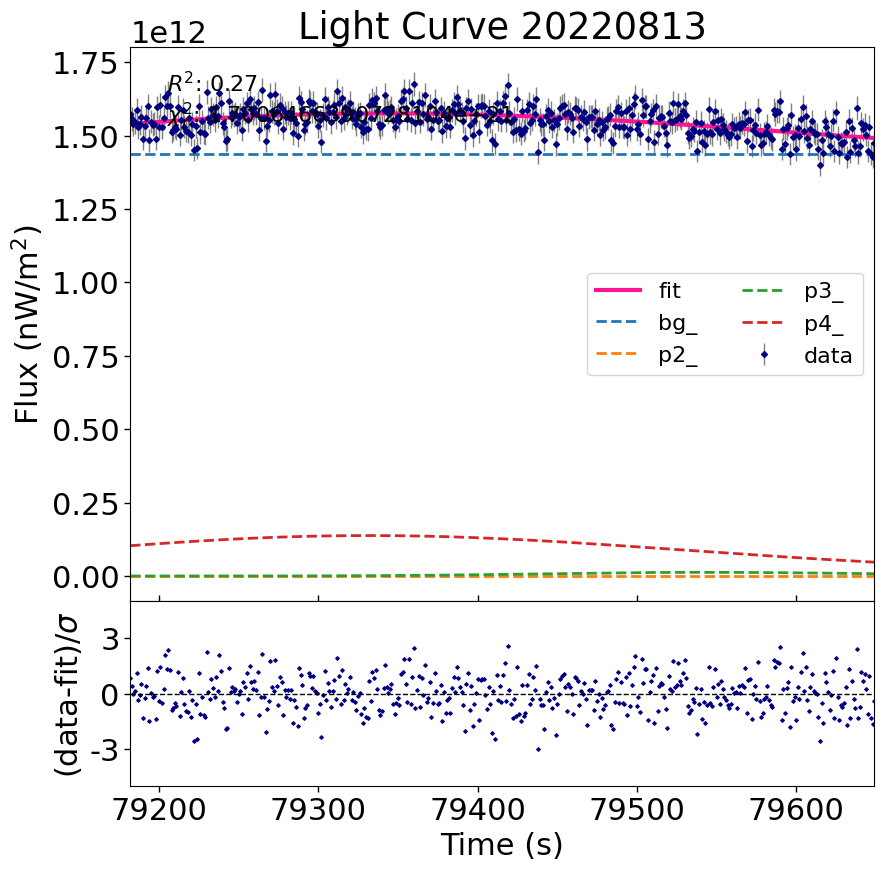 Light Curve 20220813
1e12
1.75
1.50
1.25
1.00
0.75
0.50
0.25
0.00
Flux (nW/m²)
R²: 0.27
χ²:
fit
bg_
p2_
p3_
p4_
data
3
0
-3
(data-fit)/σ
79200
79300
79400
79500
79600
Time (s)